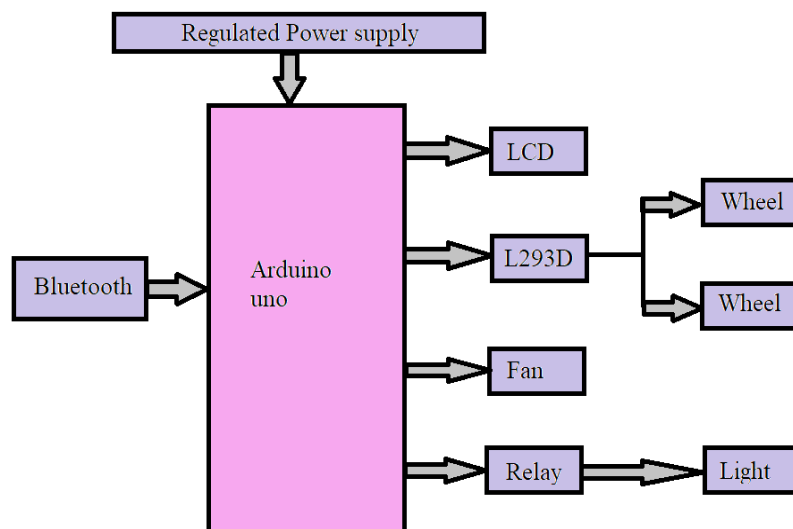 Regulated Power supply
LCD
Wheel
L293D
Bluetooth
Arduino
uno
Wheel
Fan
Relay
Light